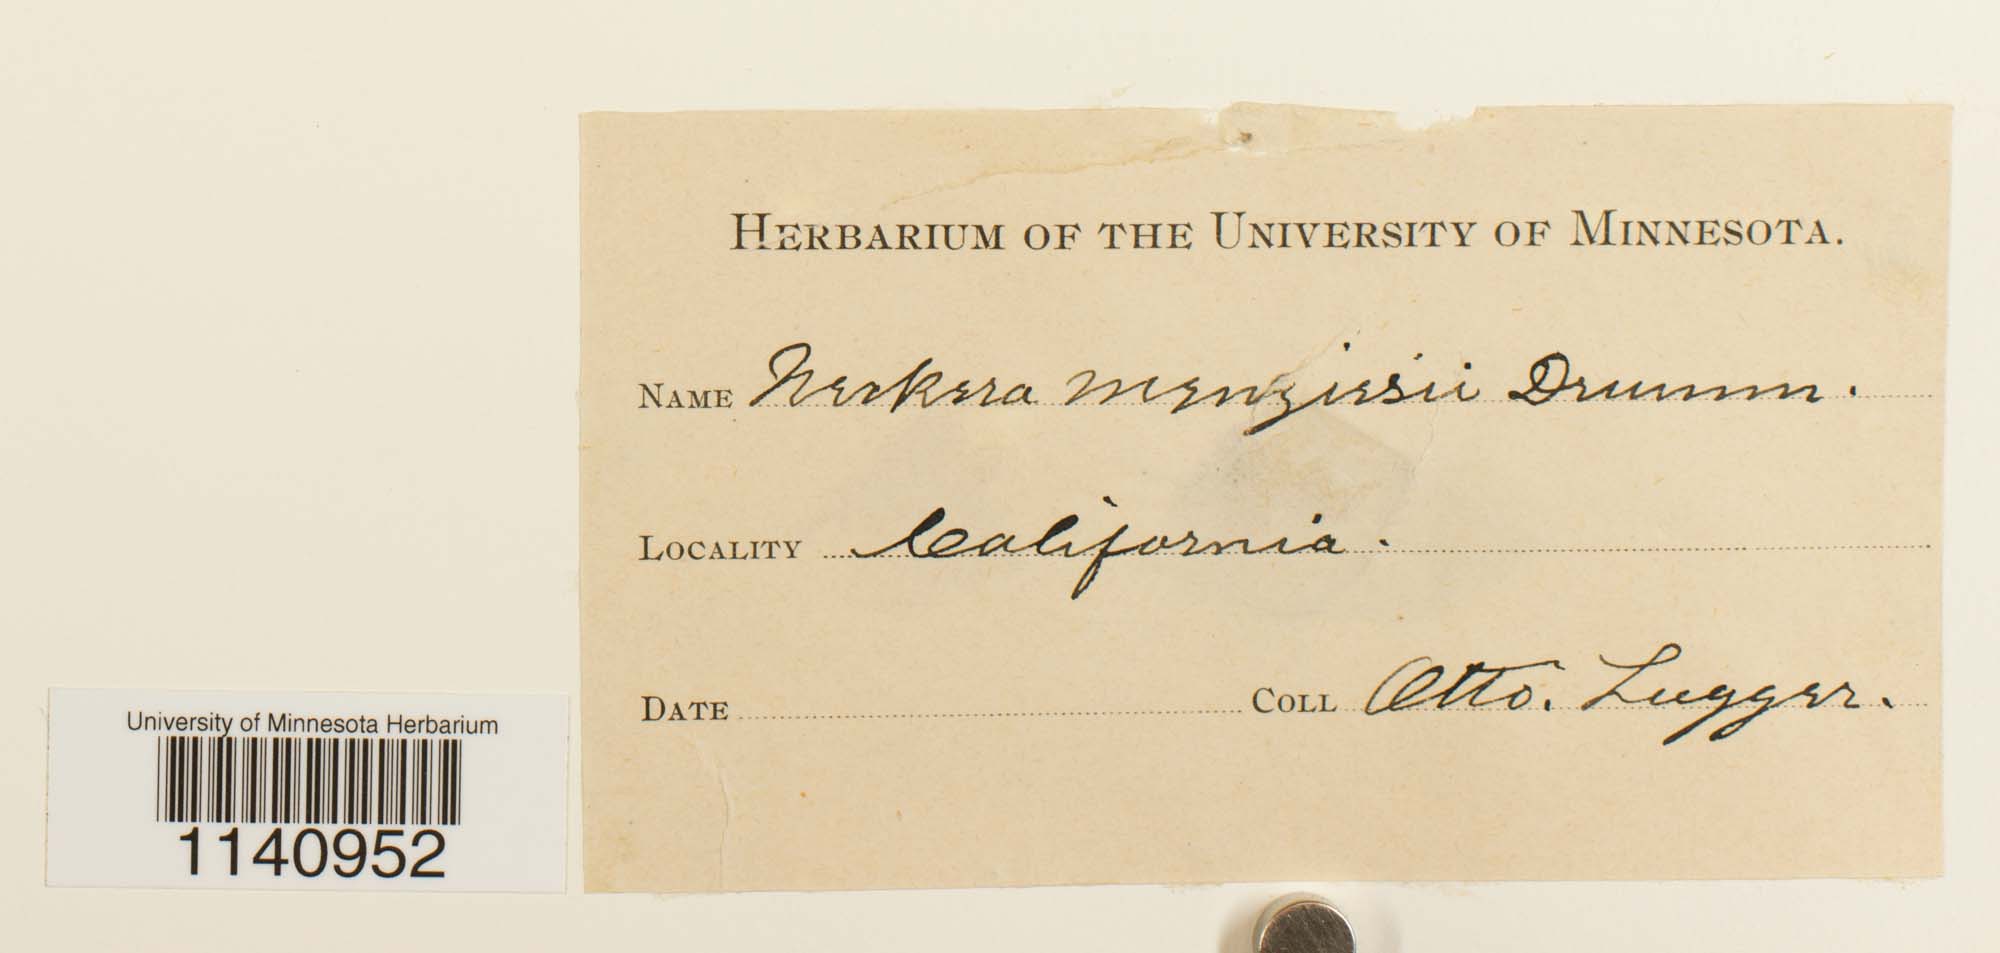 HERBARIUM OF THE UNIVERSITY OF MINNESOTA.
NAME Neckera menziesii Drumm.
LOCALITY California.
DATE COLL Otto. Lugger.
University of Minnesota Herbarium
1140952